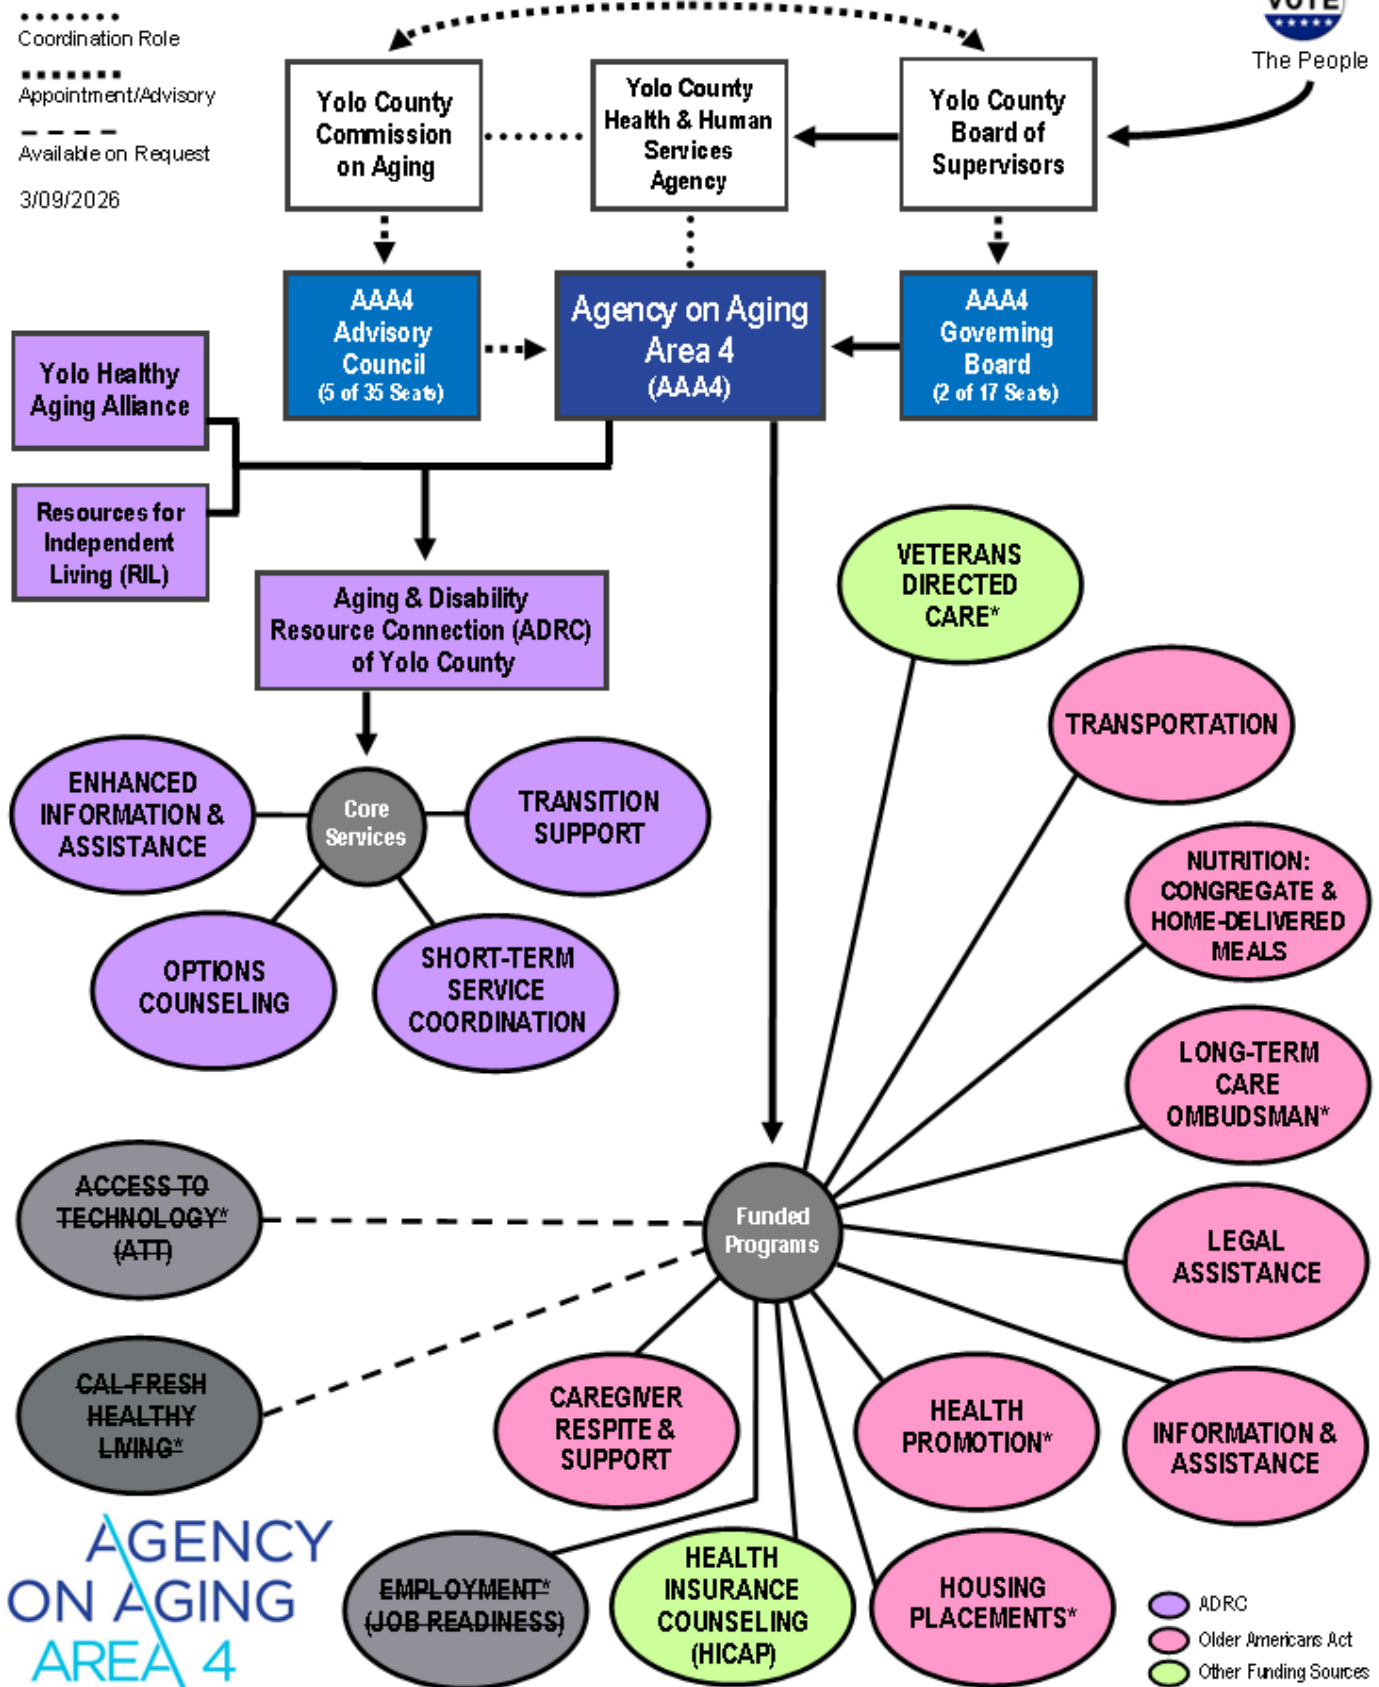 VOTE
Coordination Role
The People
Appointment/Advisory
Available on Request
3/09/2026
Yolo County
Commission
on Aging
Yolo County
Health & Human
Services
Agency
Yolo County
Board of
Supervisors
AAA4
Advisory
Council
(5 of 35 Seats)
Agency on Aging
Area 4
(AAA4)
AAA4
Governing
Board
(2 of 17 Seats)
Yolo Healthy
Aging Alliance
Resources for
Independent
Living (RIL)
Aging & Disability
Resource Connection (ADRC)
of Yolo County
VETERANS
DIRECTED
CARE*
TRANSPORTATION
ENHANCED
INFORMATION &
ASSISTANCE
Core
Services
TRANSITION
SUPPORT
NUTRITION:
CONGREGATE &
HOME-DELIVERED
MEALS
OPTIONS
COUNSELING
SHORT-TERM
SERVICE
COORDINATION
LONG-TERM
CARE
OMBUDSMAN*
ACCESS TO
TECHNOLOGY*
(ATT)
Funded
Programs
LEGAL
ASSISTANCE
CAL-FRESH
HEALTHY
LIVING*
CAREGIVER
RESPITE &
SUPPORT
HEALTH
PROMOTION*
INFORMATION &
ASSISTANCE
AGENCY
ON AGING
AREA 4
EMPLOYMENT*
(JOB READINESS)
HEALTH
INSURANCE
COUNSELING
(HICAP)
HOUSING
PLACEMENTS*
ADRC
Older Americans Act
Other Funding Sources